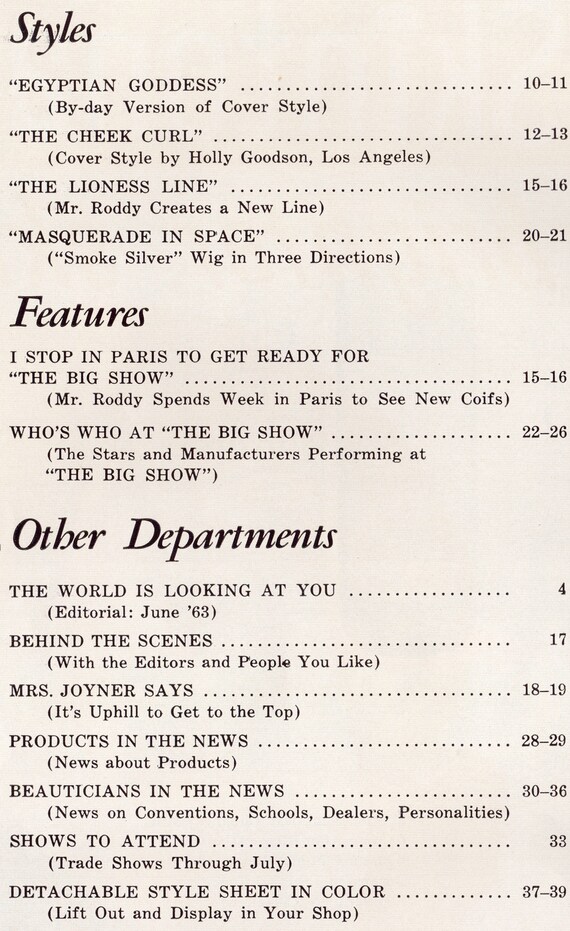 Styles
“EGYPTIAN GODDESS” .............................. 10–11
(By-day Version of Cover Style)
“THE CHEEK CURL” ................................. 12–13
(Cover Style by Holly Goodson, Los Angeles)
“THE LIONESS LINE” ............................... 15–16
(Mr. Roddy Creates a New Line)
“MASQUERADE IN SPACE” .......................... 20–21
(“Smoke Silver” Wig in Three Directions)
Features
I STOP IN PARIS TO GET READY FOR
“THE BIG SHOW” .................................... 15–16
(Mr. Roddy Spends Week in Paris to See New Coifs)
WHO’S WHO AT “THE BIG SHOW” .................... 22–26
(The Stars and Manufacturers Performing at
“THE BIG SHOW”)
Other Departments
THE WORLD IS LOOKING AT YOU .................. 4
(Editorial: June ’63)
BEHIND THE SCENES ................................ 17
(With the Editors and People You Like)
MRS. JOYNER SAYS .................................. 18–19
(It’s Uphill to Get to the Top)
PRODUCTS IN THE NEWS ............................ 28–29
(News about Products)
BEAUTICIANS IN THE NEWS ........................ 30–36
(News on Conventions, Schools, Dealers, Personalities)
SHOWS TO ATTEND ................................. 33
(Trade Shows Through July)
DETACHABLE STYLE SHEET IN COLOR ............. 37–39
(Lift Out and Display in Your Shop)